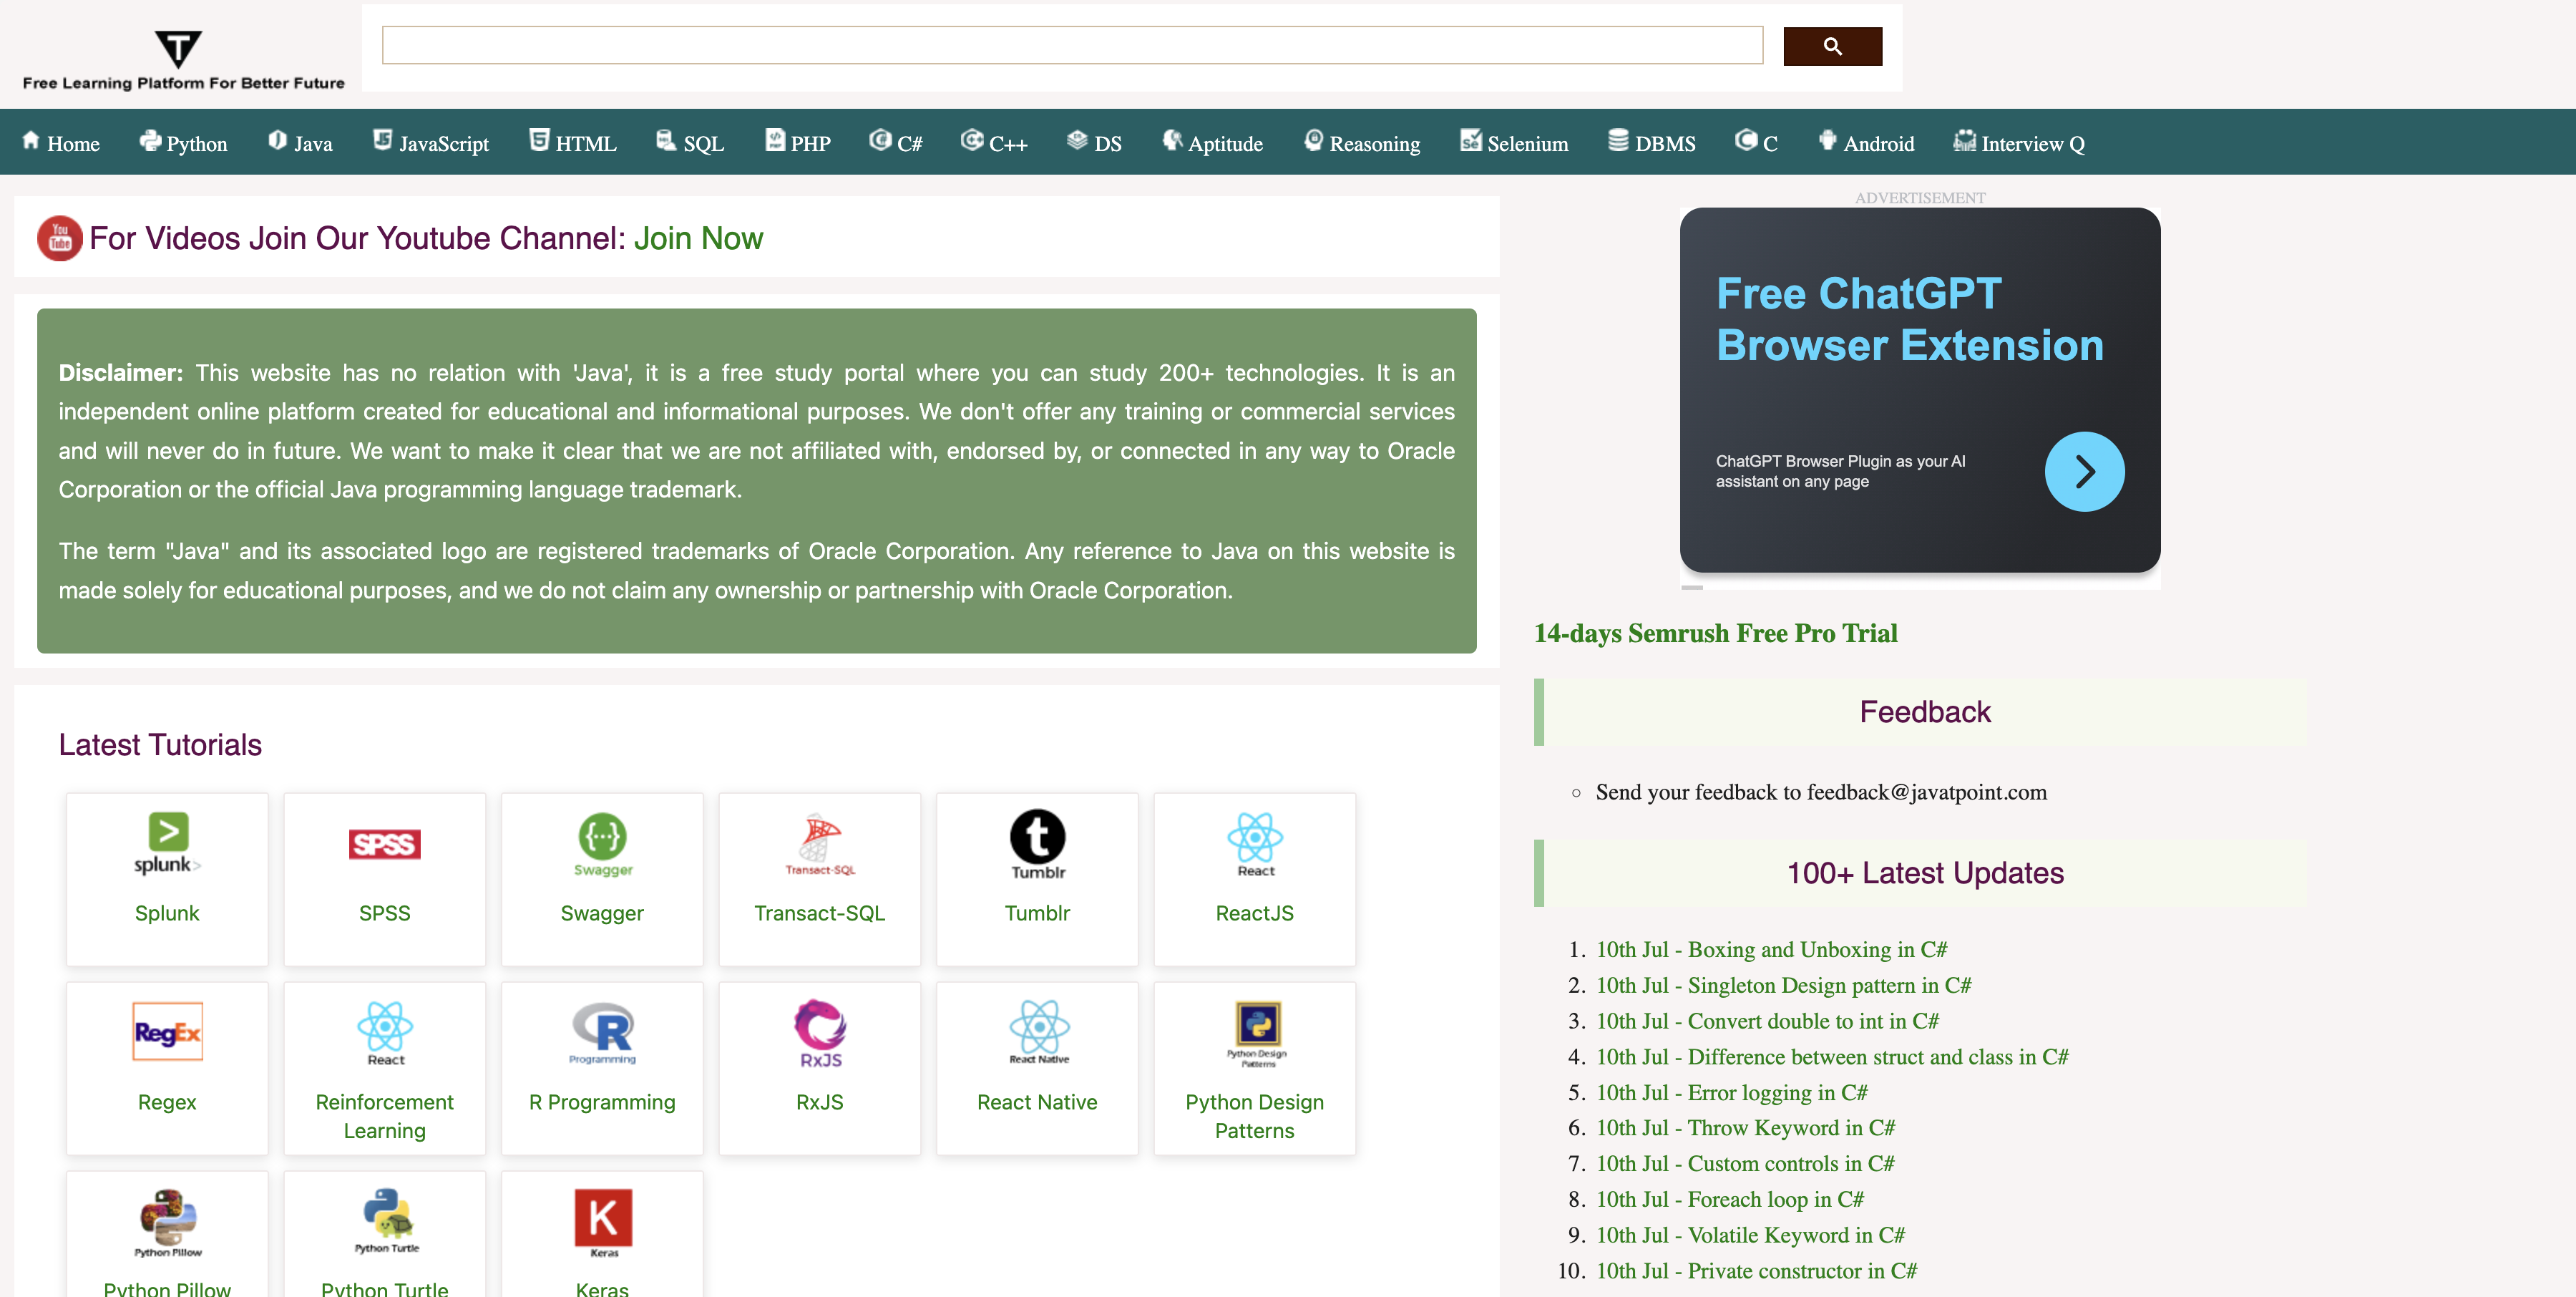 T
Free Learning Platform For Better Future
Home Python Java JavaScript HTML SQL PHP C# C++ DS Aptitude Reasoning Selenium DBMS C Android Interview Q
You
Tube
For Videos Join Our Youtube Channel: Join Now
Disclaimer: This website has no relation with 'Java', it is a free study portal where you can study 200+ technologies. It is an
independent online platform created for educational and informational purposes. We don't offer any training or commercial services
and will never do in future. We want to make it clear that we are not affiliated with, endorsed by, or connected in any way to Oracle
Corporation or the official Java programming language trademark.
The term "Java" and its associated logo are registered trademarks of Oracle Corporation. Any reference to Java on this website is
made solely for educational purposes, and we do not claim any ownership or partnership with Oracle Corporation.
Latest Tutorials
splunk>
Splunk
SPSS
SPSS
{...}
Swagger
Swagger
Transact-SQL
Transact-SQL
t
Tumblr
Tumblr
React
ReactJS
RegEx
Regex
React
Reinforcement
Learning
R
Programming
R Programming
RxJS
RxJS
React Native
React Native
Python Design
Patterns
Python Design
Patterns
Python Pillow
Python Pillow
Python Turtle
Python Turtle
K
Keras
Keras
ADVERTISEMENT
Free ChatGPT
Browser Extension
ChatGPT Browser Plugin as your AI
assistant on any page
14-days Semrush Free Pro Trial
Feedback
Send your feedback to feedback@javatpoint.com
100+ Latest Updates
1. 10th Jul - Boxing and Unboxing in C#
2. 10th Jul - Singleton Design pattern in C#
3. 10th Jul - Convert double to int in C#
4. 10th Jul - Difference between struct and class in C#
5. 10th Jul - Error logging in C#
6. 10th Jul - Throw Keyword in C#
7. 10th Jul - Custom controls in C#
8. 10th Jul - Foreach loop in C#
9. 10th Jul - Volatile Keyword in C#
10. 10th Jul - Private constructor in C#